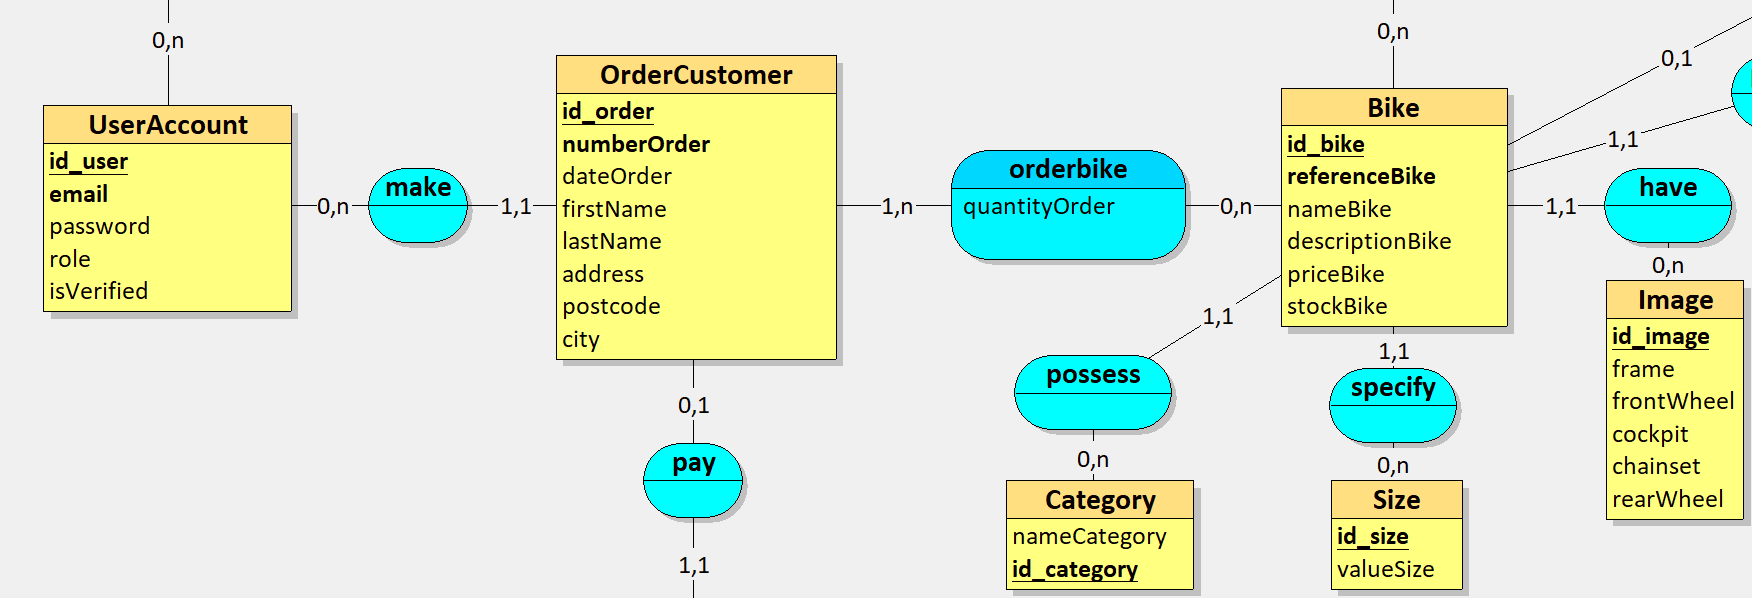 0,n
UserAccount
id_user
email
password
role
isVerified
0,n
make
1,1
OrderCustomer
id_order
numberOrder
dateOrder
firstName
lastName
address
postcode
city
0,1
pay
1,1
1,n
orderbike
quantityOrder
0,n
0,n
Bike
id_bike
referenceBike
nameBike
descriptionBike
priceBike
stockBike
0,1
1,1
1,1
have
0,n
Image
id_image
frame
frontWheel
cockpit
chainset
rearWheel
1,1
possess
0,n
Category
nameCategory
id_category
1,1
specify
0,n
Size
id_size
valueSize